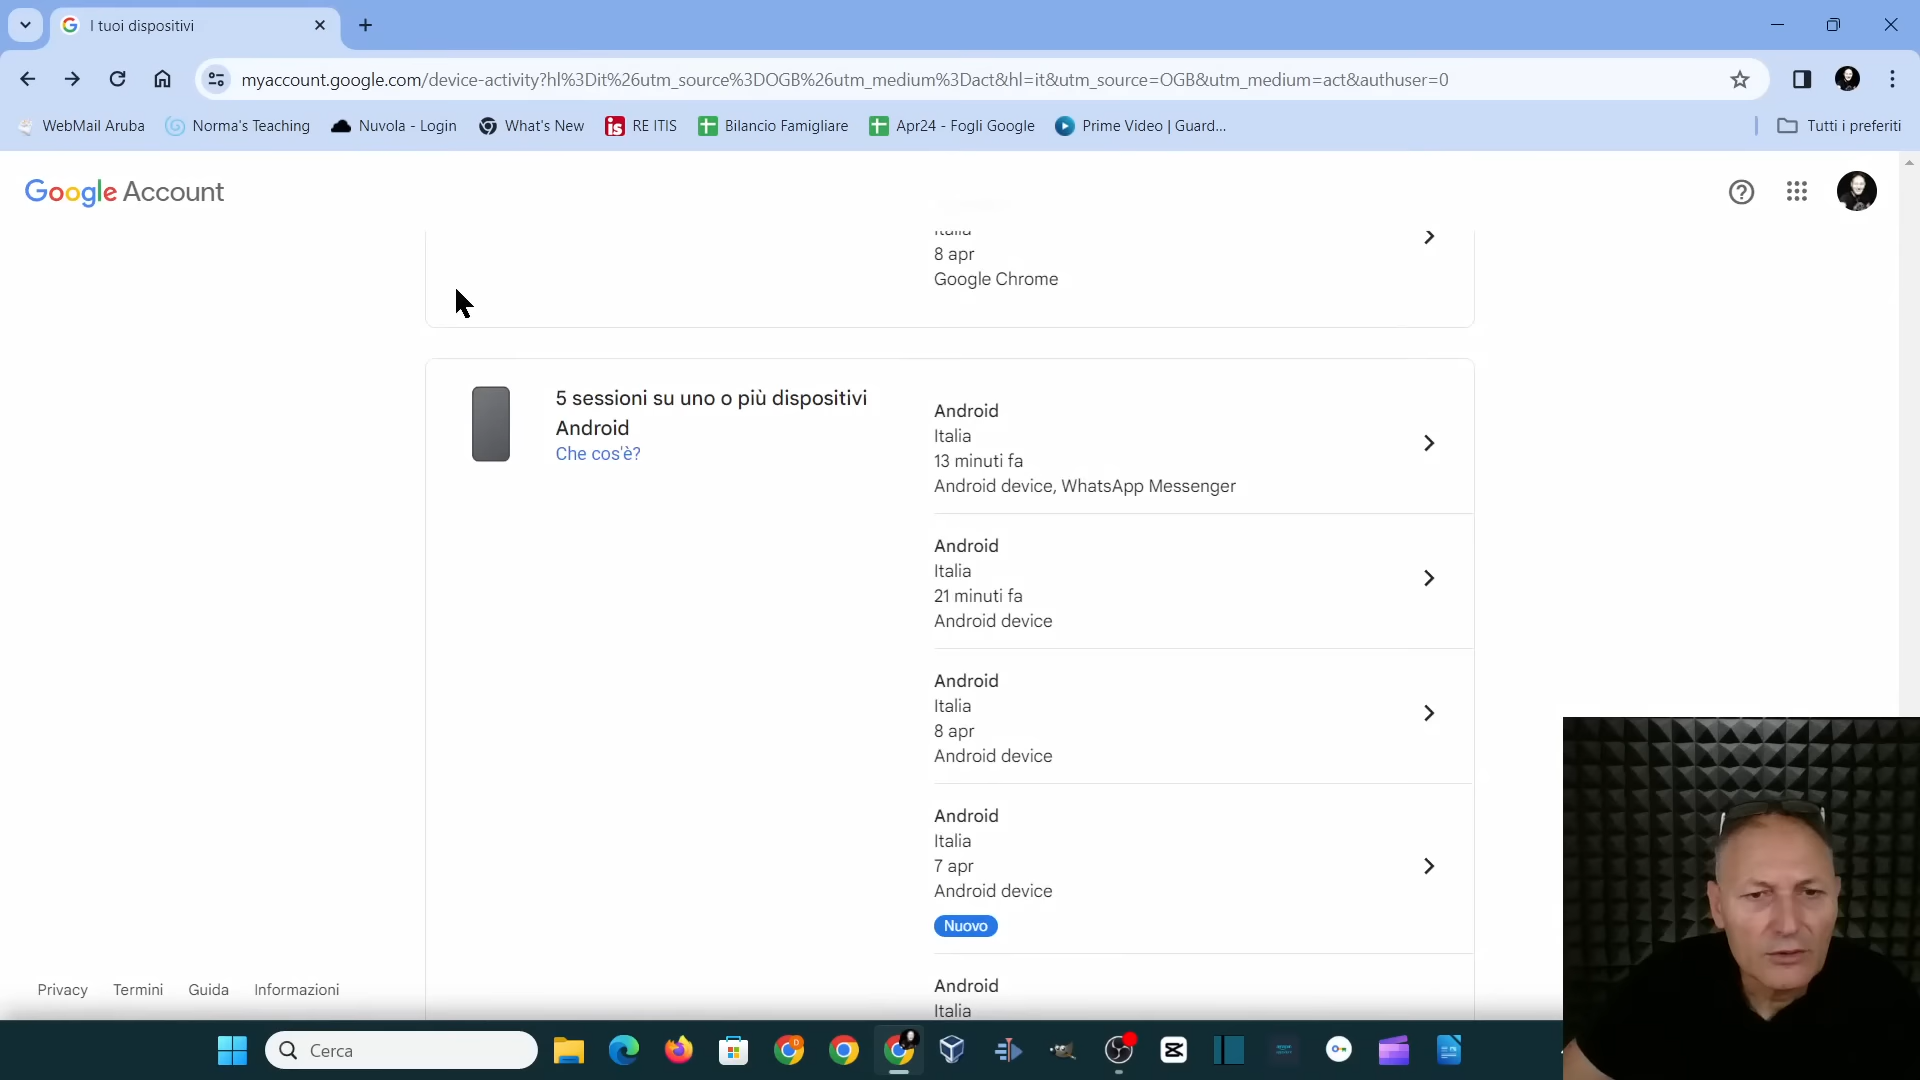 I tuoi dispositivi
myaccount.google.com/device-activity?hl%3Dit%26utm_source%3DOGB%26utm_medium%3Dact&hl=it&utm_source=OGB&utm_medium=act&authuser=0
WebMail Aruba
Norma's Teaching
Nuvola - Login
What's New
is RE ITIS
Bilancio Famigliare
Apr24 - Fogli Google
Prime Video | Guard...
Tutti i preferiti
Google Account
Italia
8 apr
Google Chrome
5 sessioni su uno o più dispositivi
Android
Che cos'è?
Android
Italia
13 minuti fa
Android device, WhatsApp Messenger
Android
Italia
21 minuti fa
Android device
Android
Italia
8 apr
Android device
Android
Italia
7 apr
Android device
Nuovo
Android
Italia
Privacy
Termini
Guida
Informazioni
Cerca